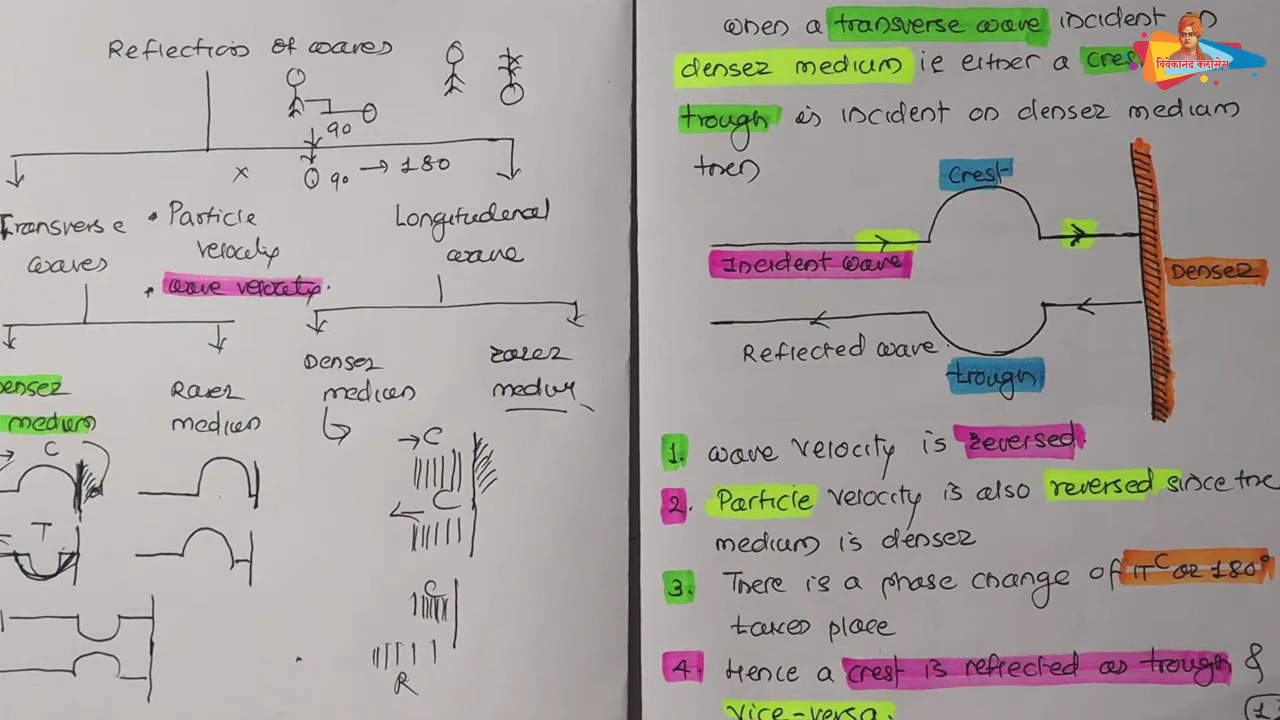 Reflection of waves
90
90 → 180
×
Transverse
waves
• Particle
velocity
• wave velocity.
Longitudenal
wave
Denser
medium
Rarer
medium
Denser
medium
rarer
medium
C
T
C
C
C
R
when a transverse wave incident on
denser medium ie either a crest
trough is incident on denser medium
then
Crest
Incident wave
Denser
Reflected wave
trough
1. wave velocity is reversed.
2. Particle velocity is also reversed since the
medium is denser
3. There is a phase change of π^c or 180°
takes place
4. Hence a crest is reflected as trough &
vice-versa.
1
विवेकानंद क्लासेस